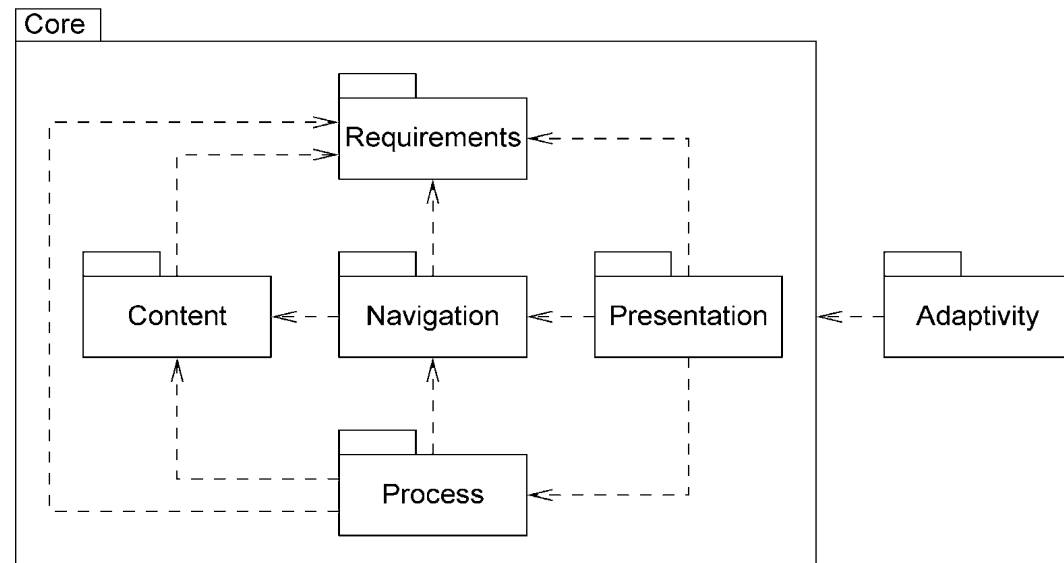 Core
Requirements
Content
Navigation
Presentation
Adaptivity
Process